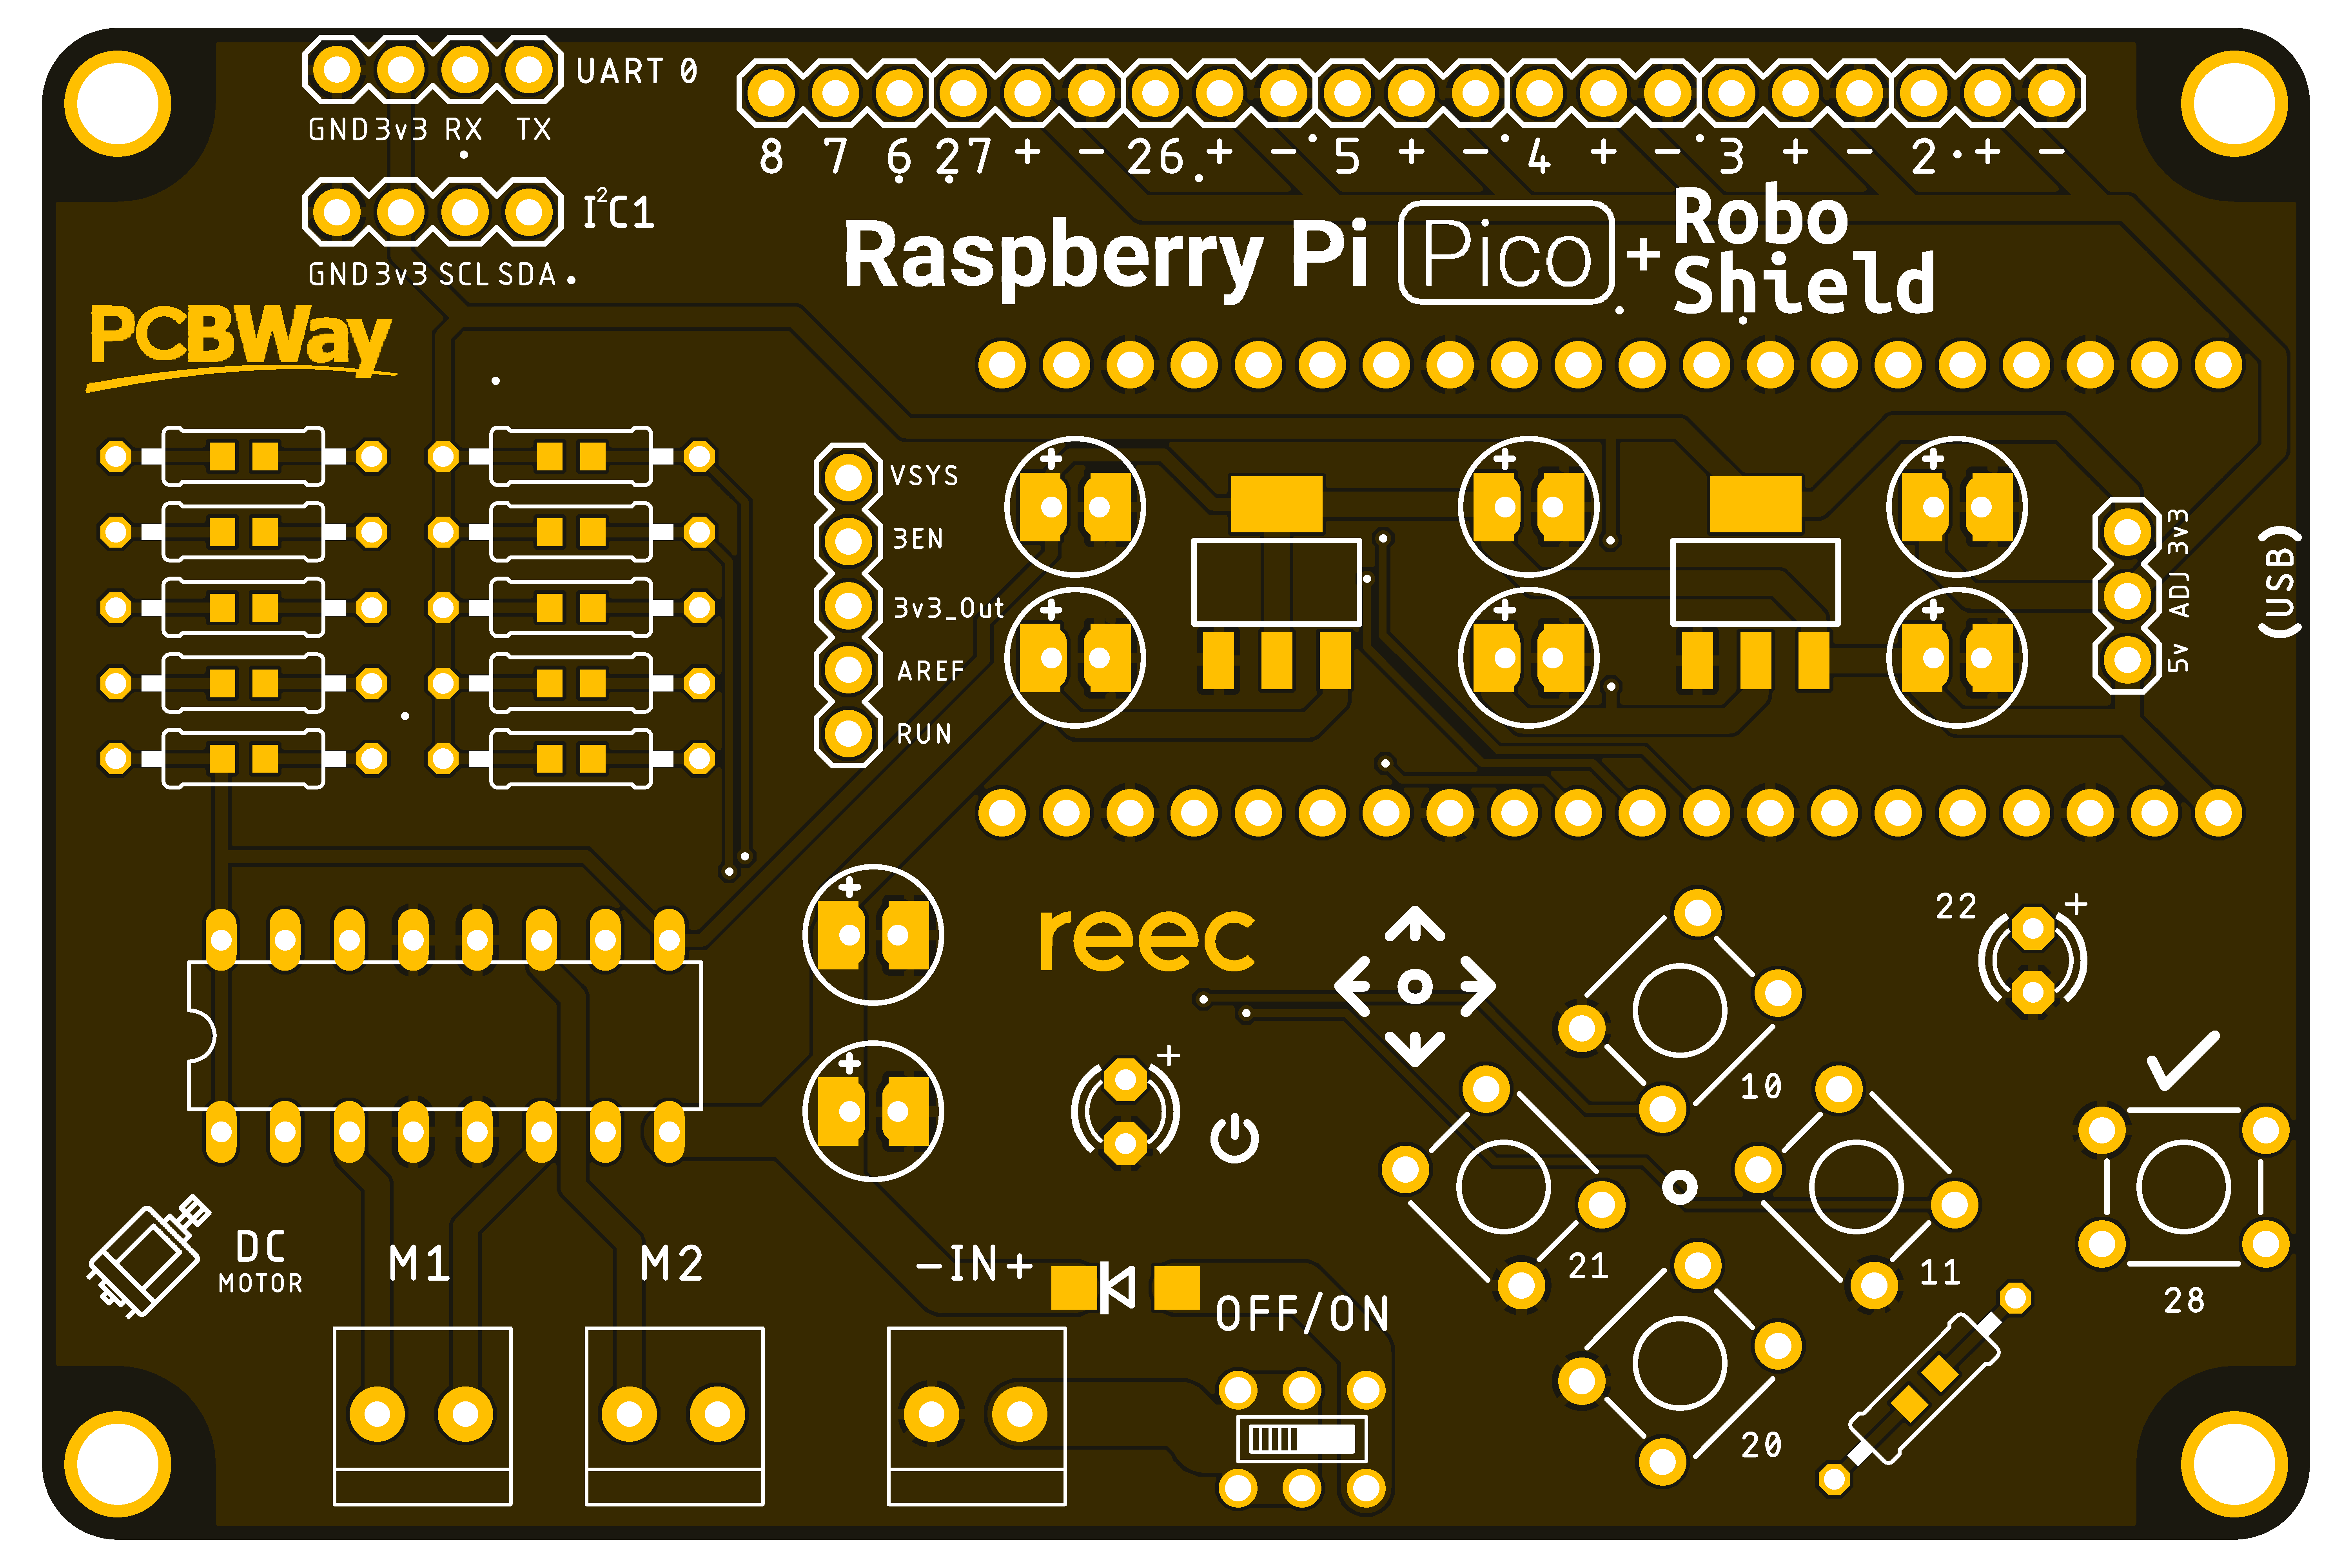 UART 0
GND 3v3 RX TX
8 7 6 27 + - 26 + - 5 + - 4 + - 3 + - 2 + -
I²C1
GND 3v3 SCL SDA
Raspberry Pi Pico + Robo
Shield
PCBWay
VSYS
3EN
3v3_Out
AREF
RUN
+
+
+
+
+
+
5v ADJ 3v3
(USB)
+
reec
22 +
+
+
10
DC
MOTOR
M1
M2
-IN+
OFF/ON
21
11
28
20